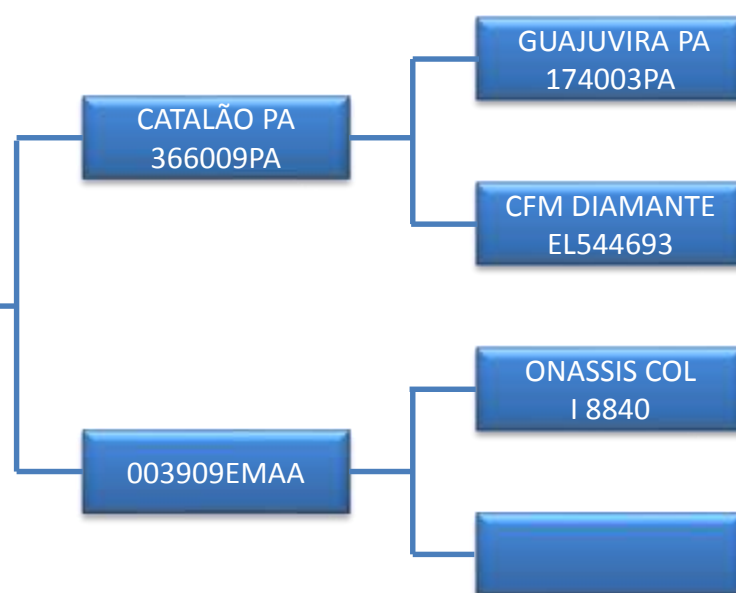 GUAJUVIRA PA
174003PA
CATALÃO PA
366009PA
CFM DIAMANTE
EL544693
ONASSIS COL
I 8840
003909EMAA